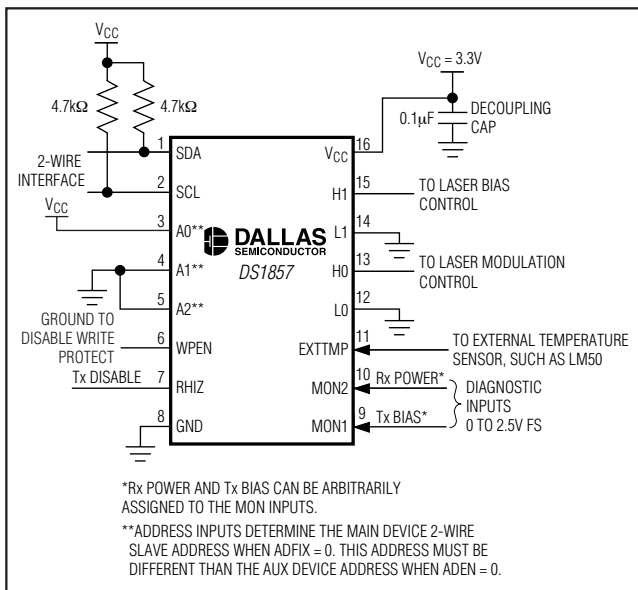 VCC
4.7kΩ
4.7kΩ
2-WIRE
INTERFACE
VCC
GROUND TO
DISABLE WRITE
PROTECT
Tx DISABLE
1 SDA
2 SCL
3 A0**
4 A1**
5 A2**
6 WPEN
7 RHIZ
8 GND
DALLAS
SEMICONDUCTOR
DS1857
VCC = 3.3V
0.1µF
DECOUPLING
CAP
VCC 16
H1 15
TO LASER BIAS
CONTROL
L1 14
H0 13
TO LASER MODULATION
CONTROL
L0 12
EXTTMP 11
TO EXTERNAL TEMPERATURE
SENSOR, SUCH AS LM50
MON2 10 Rx POWER*
MON1 9 Tx BIAS*
DIAGNOSTIC
INPUTS
0 TO 2.5V FS
*Rx POWER AND Tx BIAS CAN BE ARBITRARILY
ASSIGNED TO THE MON INPUTS.
**ADDRESS INPUTS DETERMINE THE MAIN DEVICE 2-WIRE
SLAVE ADDRESS WHEN ADFIX = 0. THIS ADDRESS MUST BE
DIFFERENT THAN THE AUX DEVICE ADDRESS WHEN ADEN = 0.